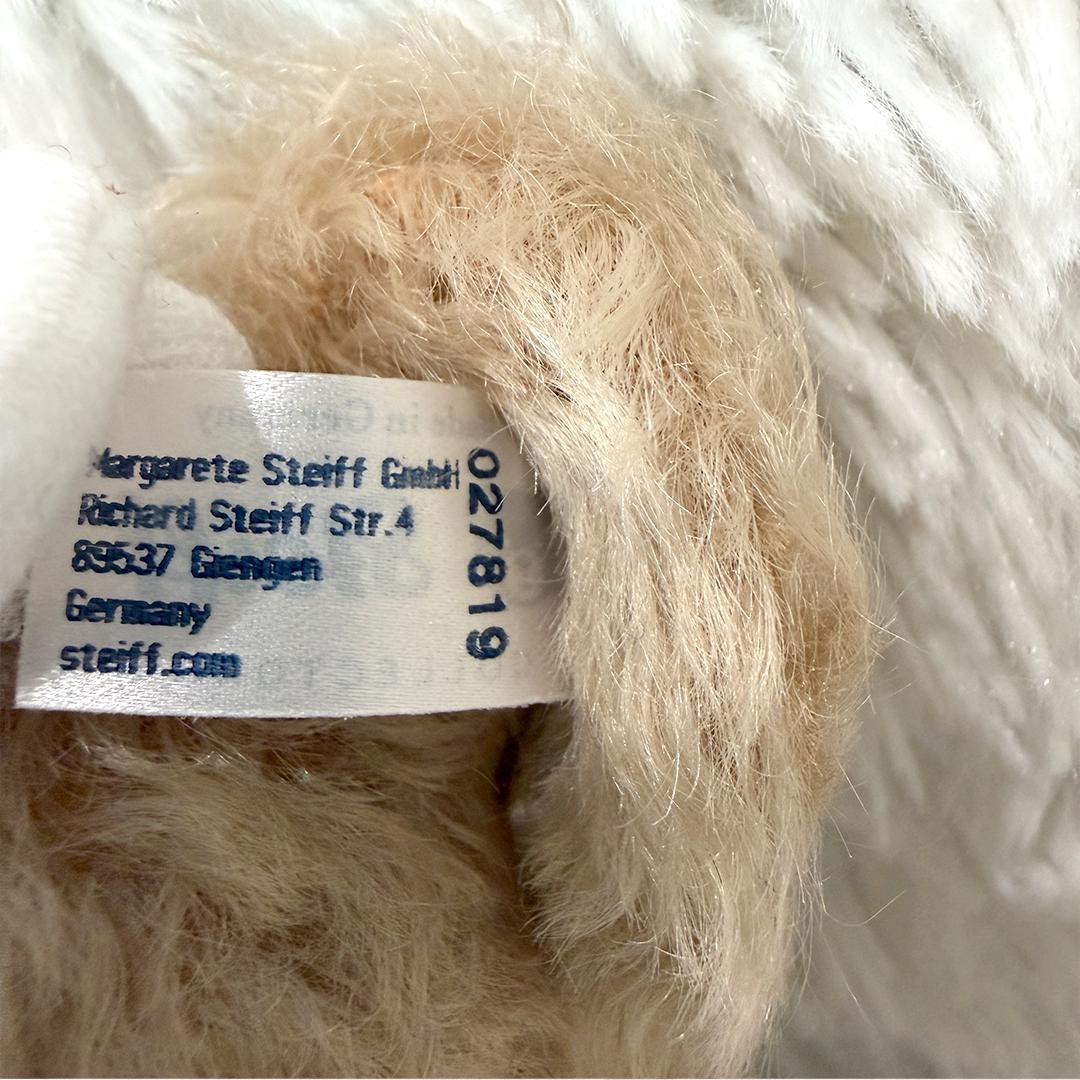 Margarete Steiff GmbH
Richard Steiff Str.4
89537 Giengen
Germany
steiff.com
027819